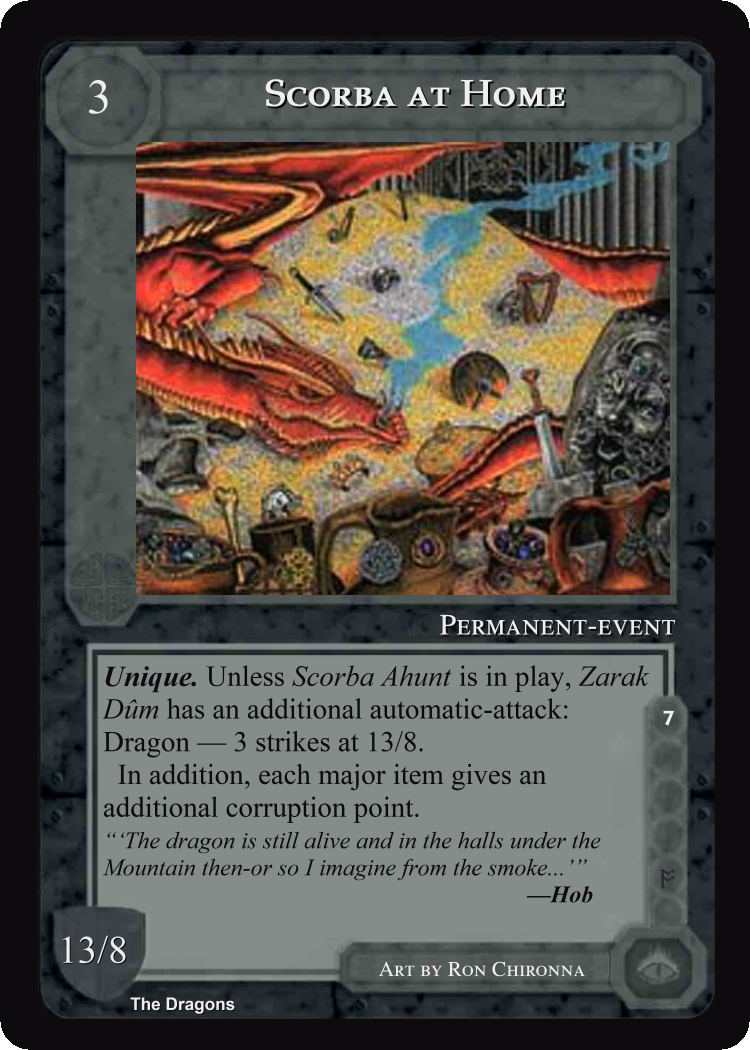 3
Scorba at Home
Permanent-event
Unique. Unless Scorba Ahunt is in play, Zarak
Dûm has an additional automatic-attack:
Dragon — 3 strikes at 13/8.
In addition, each major item gives an
additional corruption point.
“‘The dragon is still alive and in the halls under the
Mountain then-or so I imagine from the smoke...’”
—Hob
7
13/8
Art by Ron Chironna
The Dragons